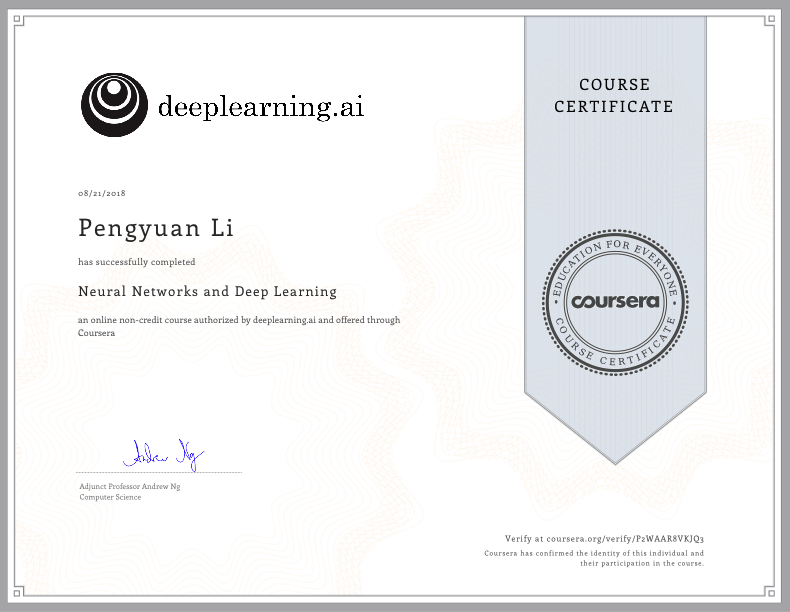 deeplearning.ai
COURSE
CERTIFICATE
08/21/2018
Pengyuan Li
has successfully completed
Neural Networks and Deep Learning
an online non-credit course authorized by deeplearning.ai and offered through
Coursera
EDUCATION FOR EVERYONE
coursera
COURSE CERTIFICATE
Andrew Ng
Adjunct Professor Andrew Ng
Computer Science
Verify at coursera.org/verify/P2WAAR8VKJQ3
Coursera has confirmed the identity of this individual and
their participation in the course.